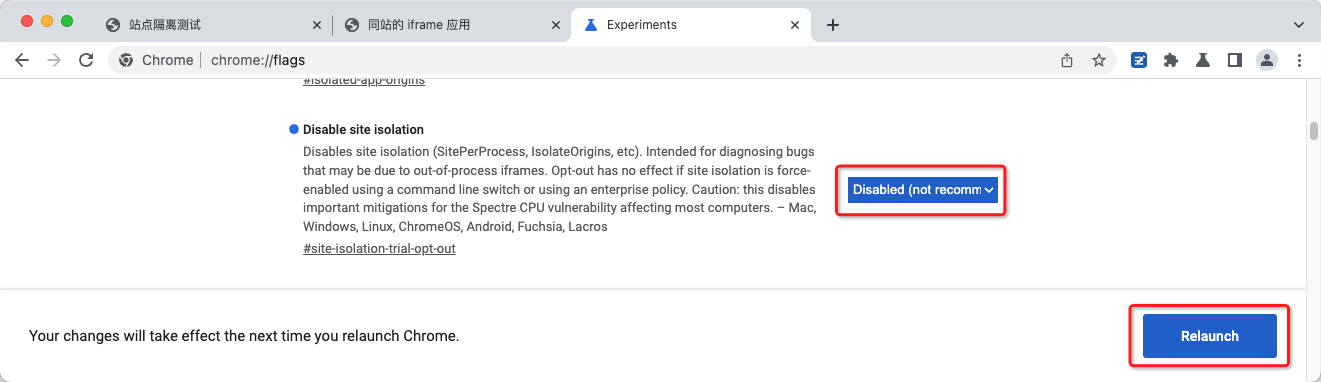 站点隔离测试
同站的 iframe 应用
Experiments
Chrome
chrome://flags
#isolated-app-origins
Disable site isolation
Disables site isolation (SitePerProcess, IsolateOrigins, etc). Intended for diagnosing bugs
that may be due to out-of-process iframes. Opt-out has no effect if site isolation is force-
enabled using a command line switch or using an enterprise policy. Caution: this disables
important mitigations for the Spectre CPU vulnerability affecting most computers. – Mac,
Windows, Linux, ChromeOS, Android, Fuchsia, Lacros
#site-isolation-trial-opt-out
Disabled (not recomm
Your changes will take effect the next time you relaunch Chrome.
Relaunch